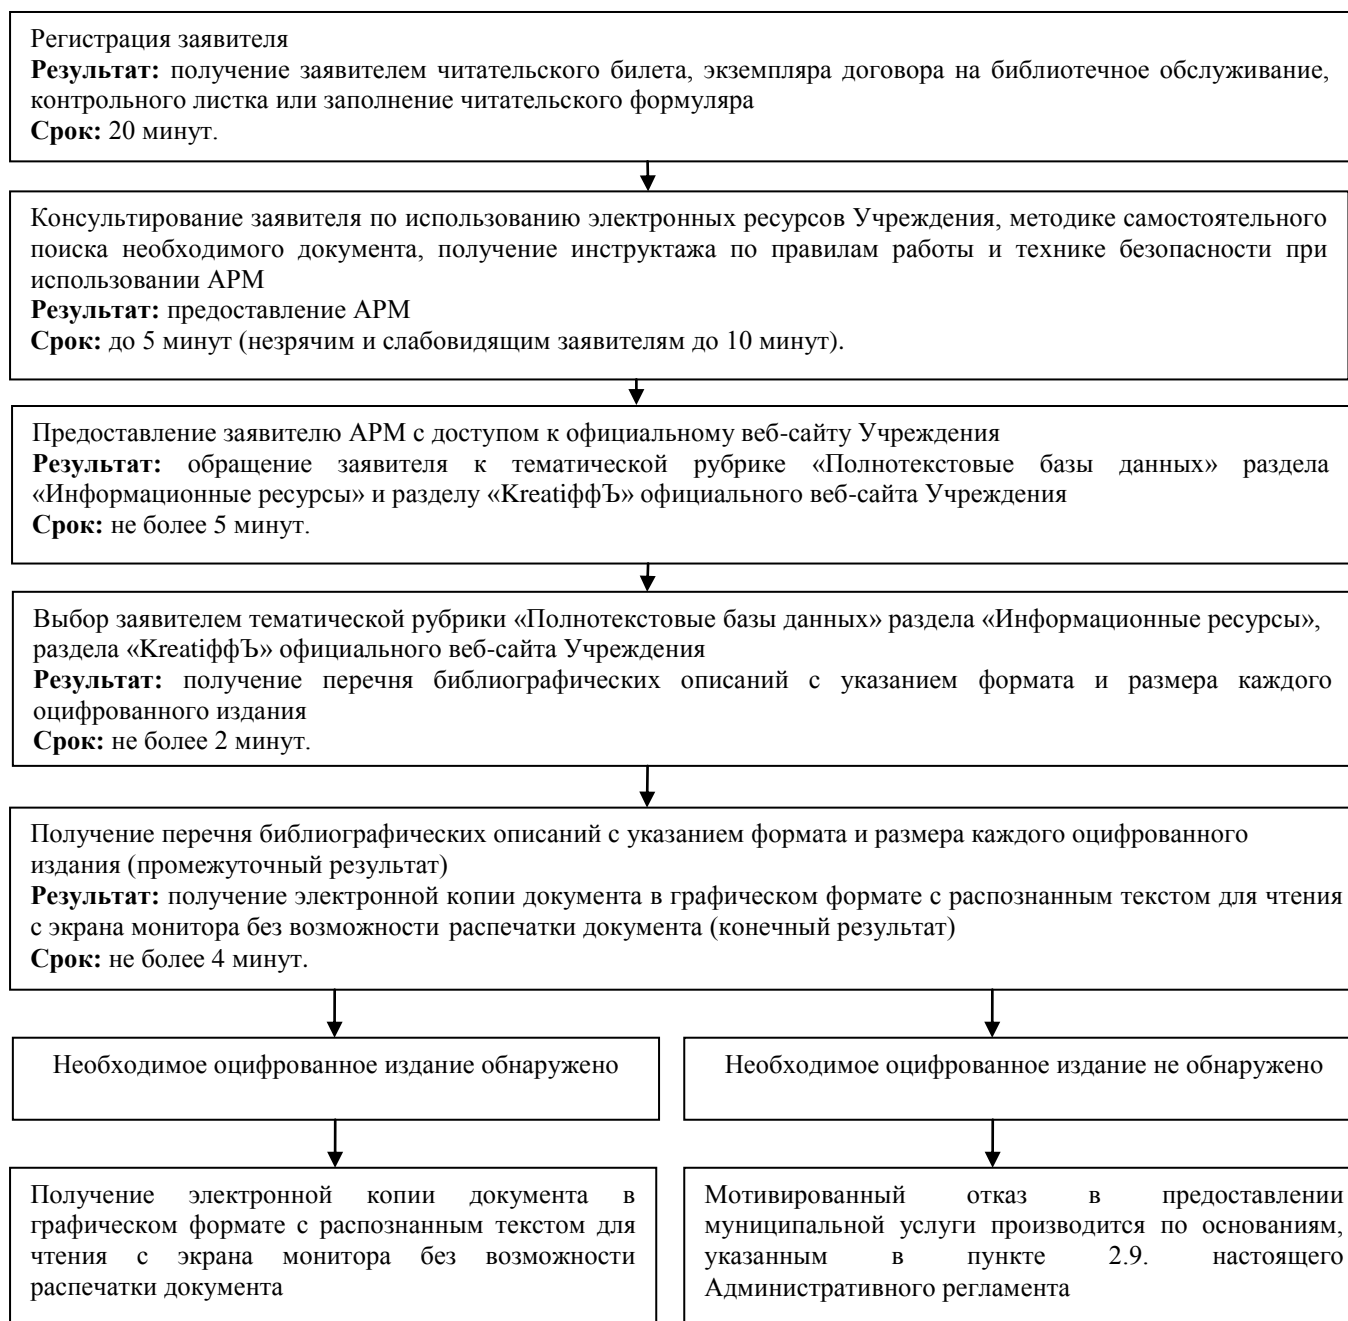 Регистрация заявителя
Результат: получение заявителем читательского билета, экземпляра договора на библиотечное обслуживание,
контрольного листка или заполнение читательского формуляра
Срок: 20 минут.
Консультирование заявителя по использованию электронных ресурсов Учреждения, методике самостоятельного
поиска необходимого документа, получение инструктажа по правилам работы и технике безопасности при
использовании АРМ
Результат: предоставление АРМ
Срок: до 5 минут (незрячим и слабовидящим заявителям до 10 минут).
Предоставление заявителю АРМ с доступом к официальному веб-сайту Учреждения
Результат: обращение заявителя к тематической рубрике «Полнотекстовые базы данных» раздела
«Информационные ресурсы» и разделу «KreatiффЪ» официального веб-сайта Учреждения
Срок: не более 5 минут.
Выбор заявителем тематической рубрики «Полнотекстовые базы данных» раздела «Информационные ресурсы»,
раздела «KreatiффЪ» официального веб-сайта Учреждения
Результат: получение перечня библиографических описаний с указанием формата и размера каждого
оцифрованного издания
Срок: не более 2 минут.
Получение перечня библиографических описаний с указанием формата и размера каждого оцифрованного
издания (промежуточный результат)
Результат: получение электронной копии документа в графическом формате с распознанным текстом для чтения
с экрана монитора без возможности распечатки документа (конечный результат)
Срок: не более 4 минут.
Необходимое оцифрованное издание обнаружено
Необходимое оцифрованное издание не обнаружено
Получение электронной копии документа в
графическом формате с распознанным текстом для
чтения с экрана монитора без возможности
распечатки документа
Мотивированный отказ в предоставлении
муниципальной услуги производится по основаниям,
указанным в пункте 2.9. настоящего
Административного регламента